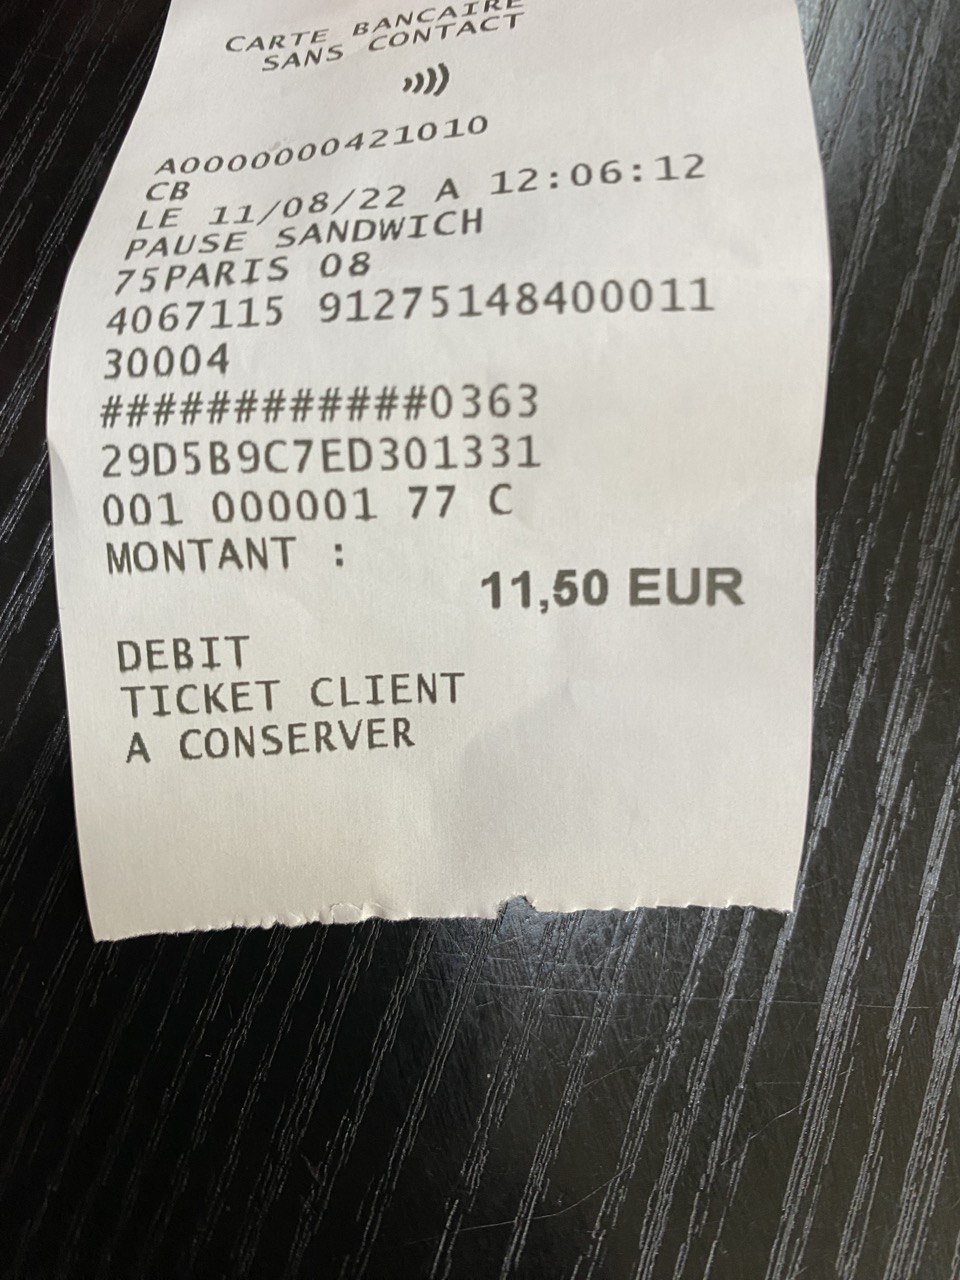 CARTE BANCAIRE
SANS CONTACT
A0000000421010
CB
LE 11/08/22 A 12:06:12
PAUSE SANDWICH
75PARIS 08
4067115 91275148400011
30004
############0363
29D5B9C7ED301331
001 000001 77 C
MONTANT :
11,50 EUR
DEBIT
TICKET CLIENT
A CONSERVER